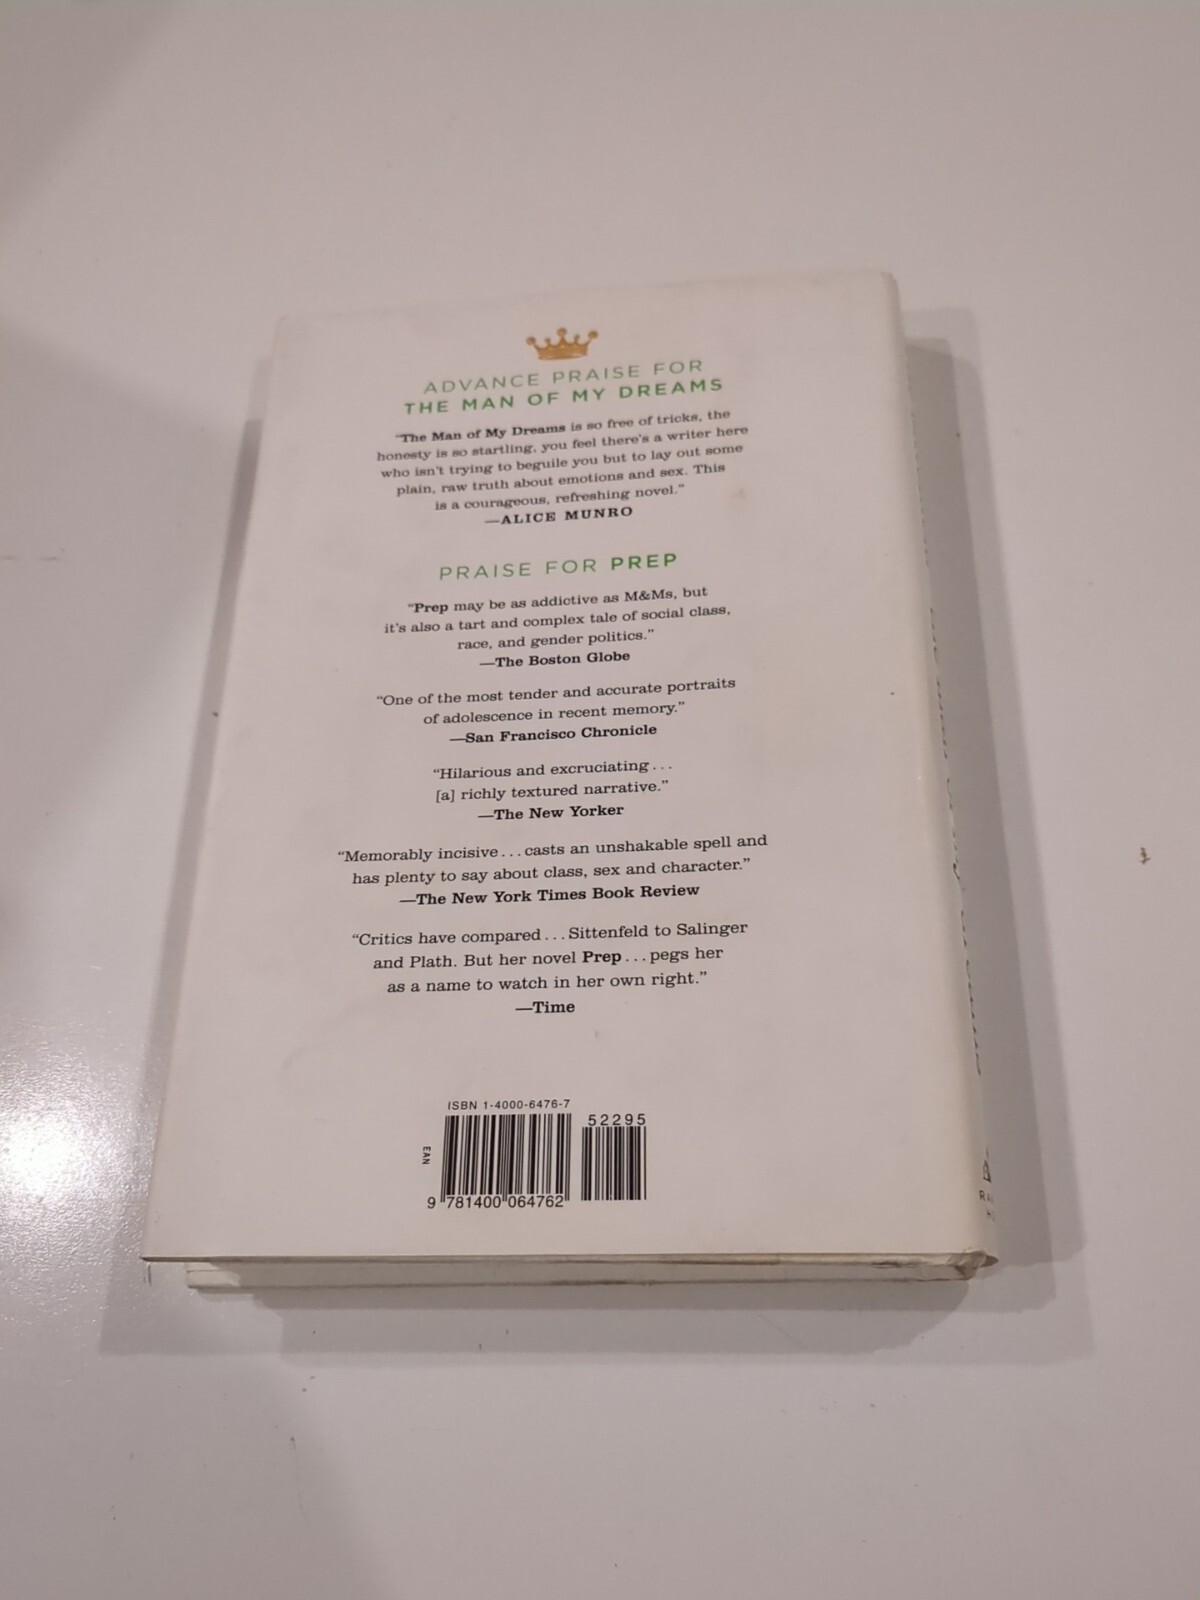 ADVANCE PRAISE FOR
THE MAN OF MY DREAMS
"The Man of My Dreams is so free of tricks, the
honesty is so startling, you feel there's a writer here
who isn't trying to beguile you but to lay out some
plain, raw truth about emotions and sex. This
is a courageous, refreshing novel."
—ALICE MUNRO
PRAISE FOR PREP
"Prep may be as addictive as M&Ms, but
it's also a tart and complex tale of social class,
race, and gender politics."
—The Boston Globe
"One of the most tender and accurate portraits
of adolescence in recent memory."
—San Francisco Chronicle
"Hilarious and excruciating...
[a] richly textured narrative."
—The New Yorker
"Memorably incisive...casts an unshakable spell and
has plenty to say about class, sex and character."
—The New York Times Book Review
"Critics have compared...Sittenfeld to Salinger
and Plath. But her novel Prep...pegs her
as a name to watch in her own right."
—Time
ISBN 1-4000-6476-7
52295
EAN
9 781400 064762